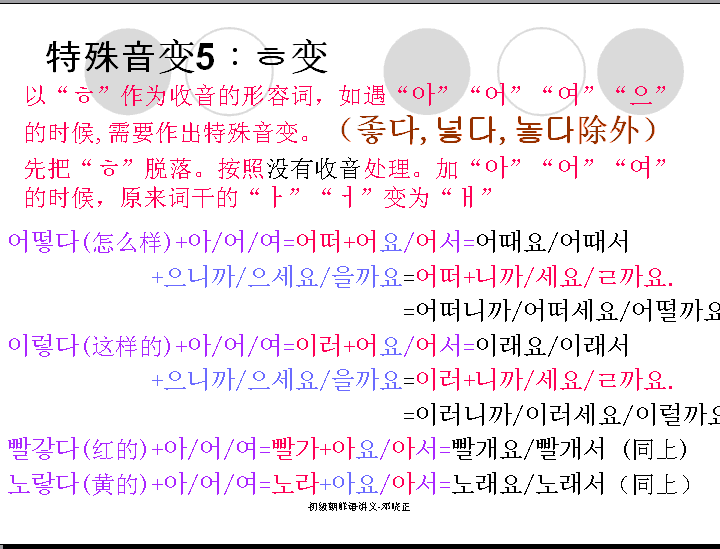 特殊音变5：ㅎ变
以“ㅎ”作为收音的形容词，如遇“아”“어”“여”“으”
的时候,需要作出特殊音变。（좋다,넣다,놓다除外）
先把“ㅎ”脱落。按照没有收音处理。加“아”“어”“여”
的时候，原来词干的“ㅏ”“ㅓ”变为“ㅐ”
어떻다(怎么样)+아/어/여=어떠+어요/어서=어때요/어때서
+으니까/으세요/을까요=어떠+니까/세요/ㄹ까요.
=어떠니까/어떠세요/어떨까요
이렇다(这样的)+아/어/여=이러+어요/어서=이래요/이래서
+으니까/으세요/을까요=이러+니까/세요/ㄹ까요.
=이러니까/이러세요/이럴까요
빨갛다(红的)+아/어/여=빨가+아요/아서=빨개요/빨개서 (同上)
노랗다(黄的)+아/어/여=노라+아요/아서=노래요/노래서（同上）
初级朝鲜语讲义-邓晓正